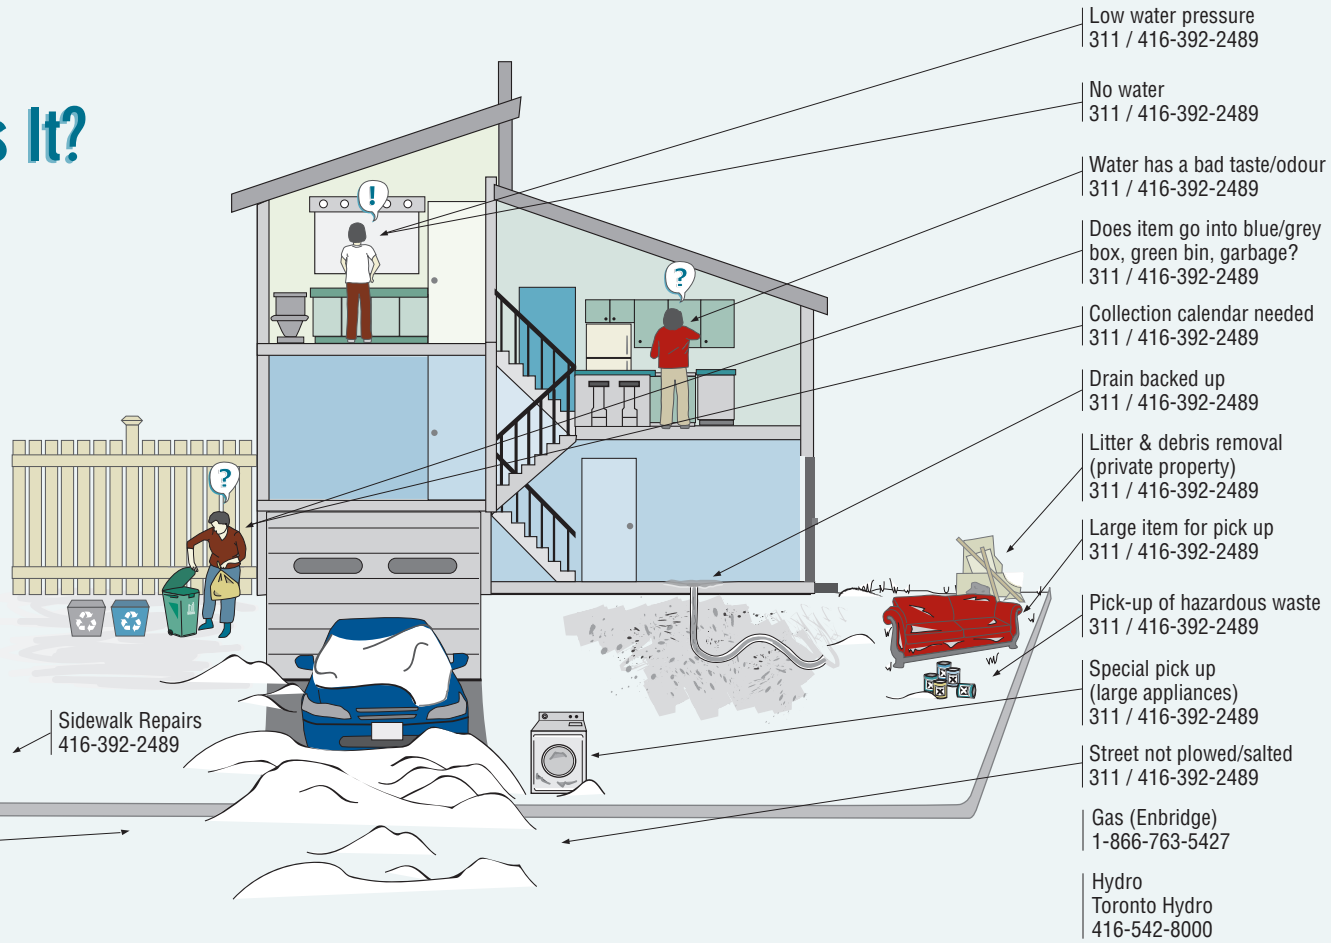 s It?
Low water pressure
311 / 416-392-2489
No water
311 / 416-392-2489
Water has a bad taste/odour
311 / 416-392-2489
Does item go into blue/grey
box, green bin, garbage?
311 / 416-392-2489
Collection calendar needed
311 / 416-392-2489
Drain backed up
311 / 416-392-2489
Litter & debris removal
(private property)
311 / 416-392-2489
Large item for pick up
311 / 416-392-2489
Pick-up of hazardous waste
311 / 416-392-2489
Special pick up
(large appliances)
311 / 416-392-2489
Street not plowed/salted
311 / 416-392-2489
Gas (Enbridge)
1-866-763-5427
Hydro
Toronto Hydro
416-542-8000
!
?
?
Sidewalk Repairs
416-392-2489